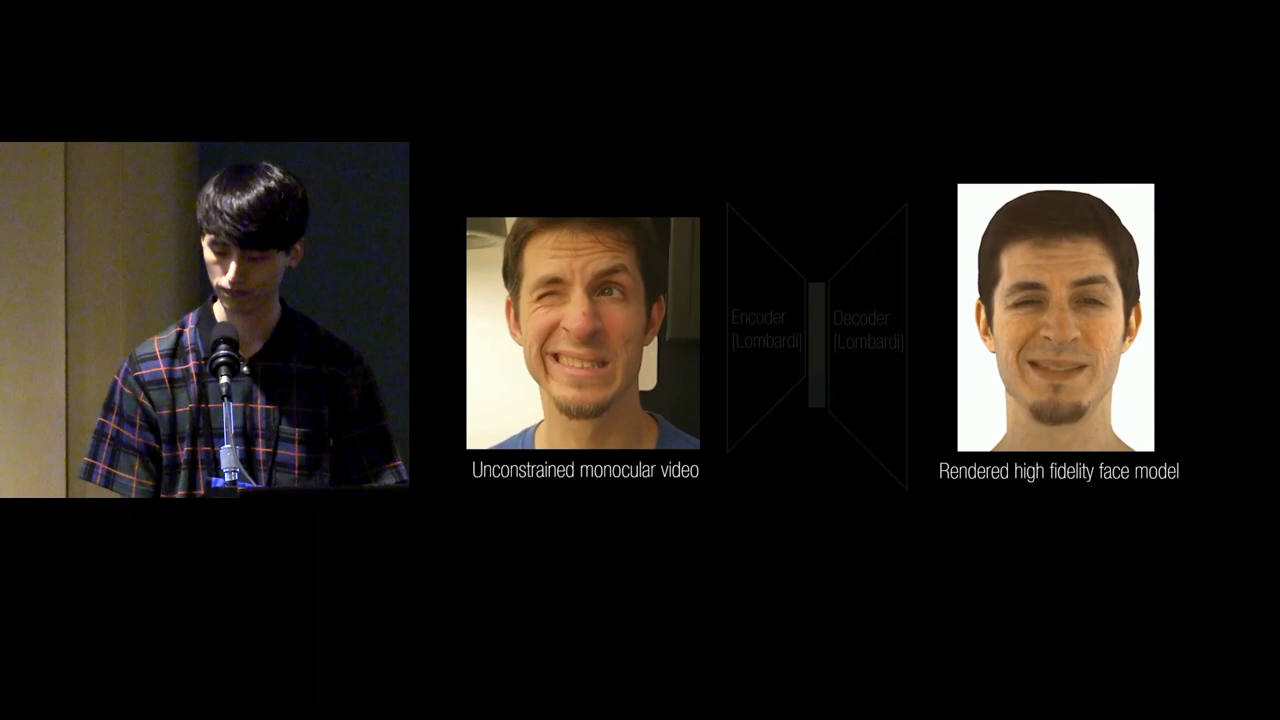 Encoder
[Lombardi]
Decoder
[Lombardi]
Unconstrained monocular video
Rendered high fidelity face model